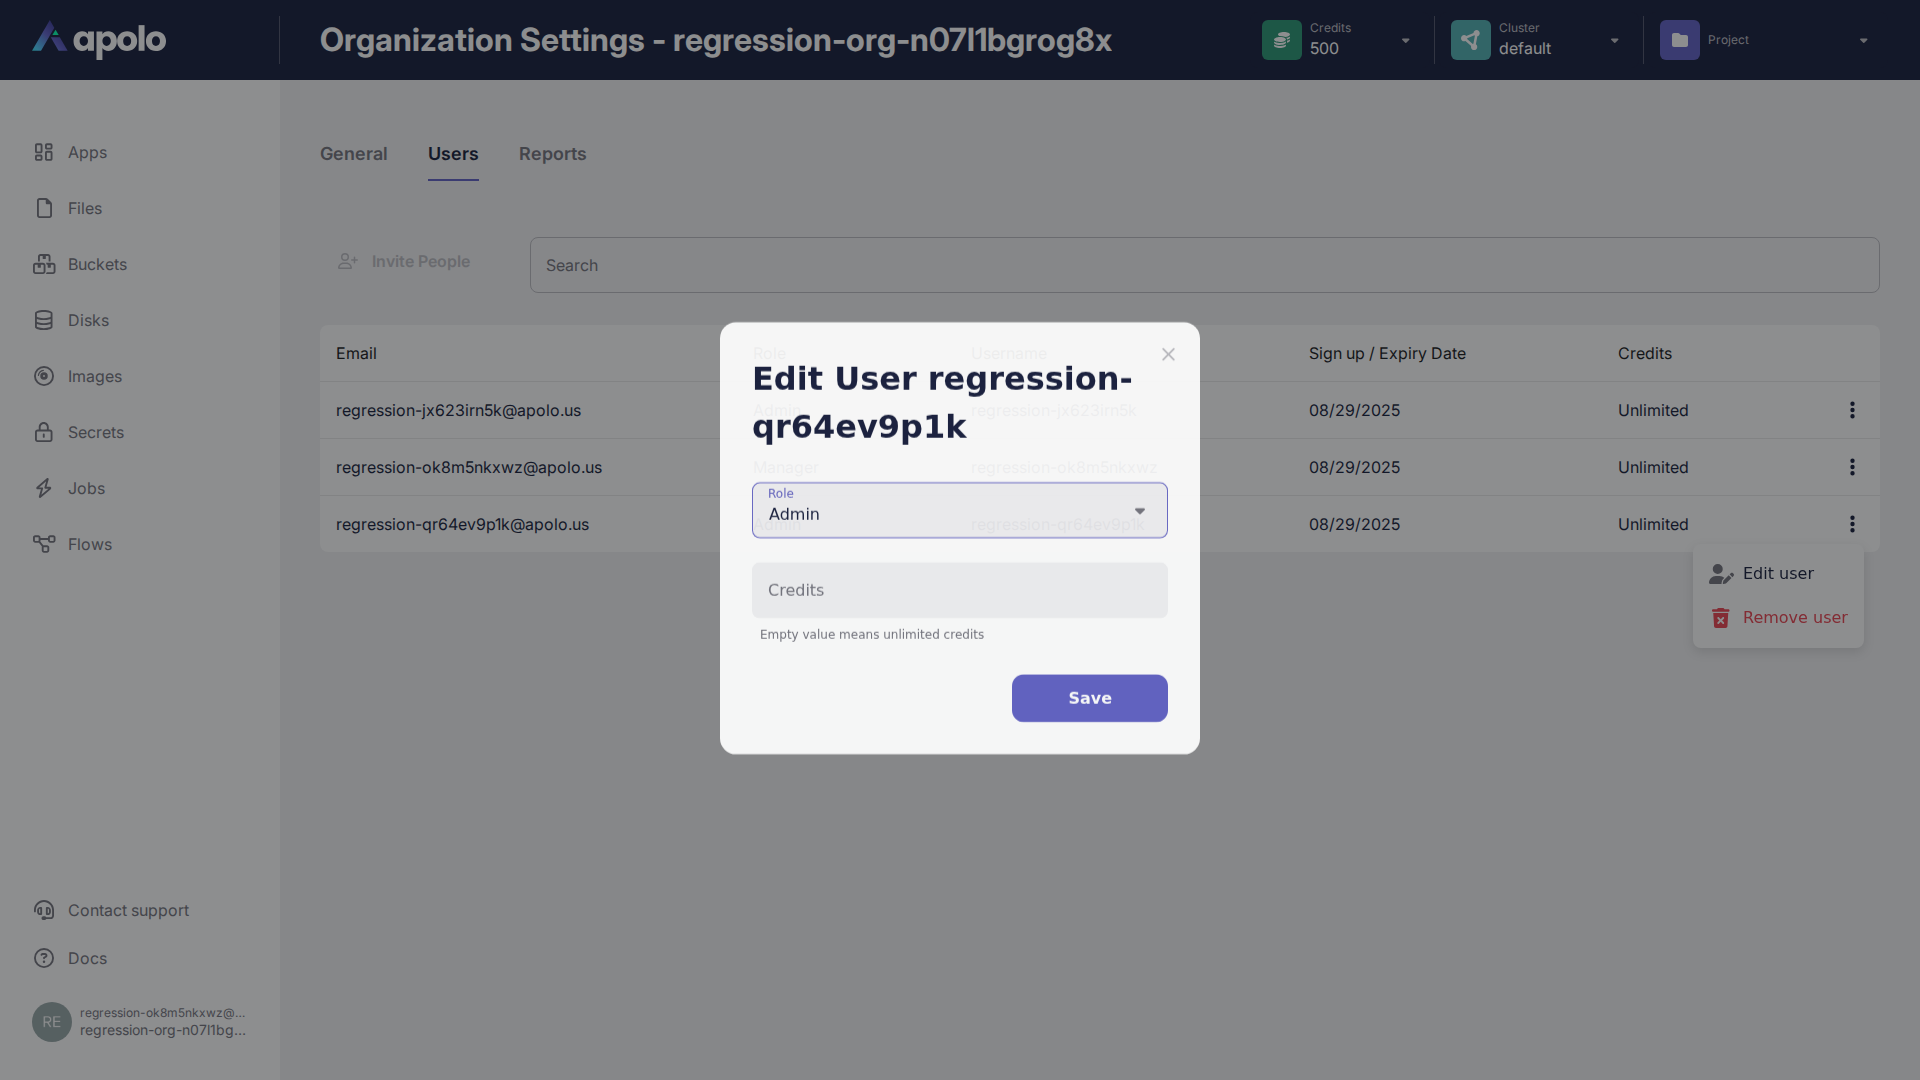 apolo
Organization Settings - regression-org-n07l1bgrog8x
Credits
500
Cluster
default
Project
Apps
Files
Buckets
Disks
Images
Secrets
Jobs
Flows
General
Users
Reports
Invite People
Search
Email
Role
Username
Sign up / Expiry Date
Credits
regression-jx623irn5k@apolo.us
Admin
regression-jx623irn5k
08/29/2025
Unlimited
regression-ok8m5nkxwz@apolo.us
Manager
regression-ok8m5nkxwz
08/29/2025
Unlimited
regression-qr64ev9p1k@apolo.us
Admin
regression-qr64ev9p1k
08/29/2025
Unlimited
Edit User regression-
qr64ev9p1k
Role
Admin
Credits
Empty value means unlimited credits
Save
Edit user
Remove user
Contact support
Docs
RE
regression-ok8m5nkxwz@...
regression-org-n07l1bg...